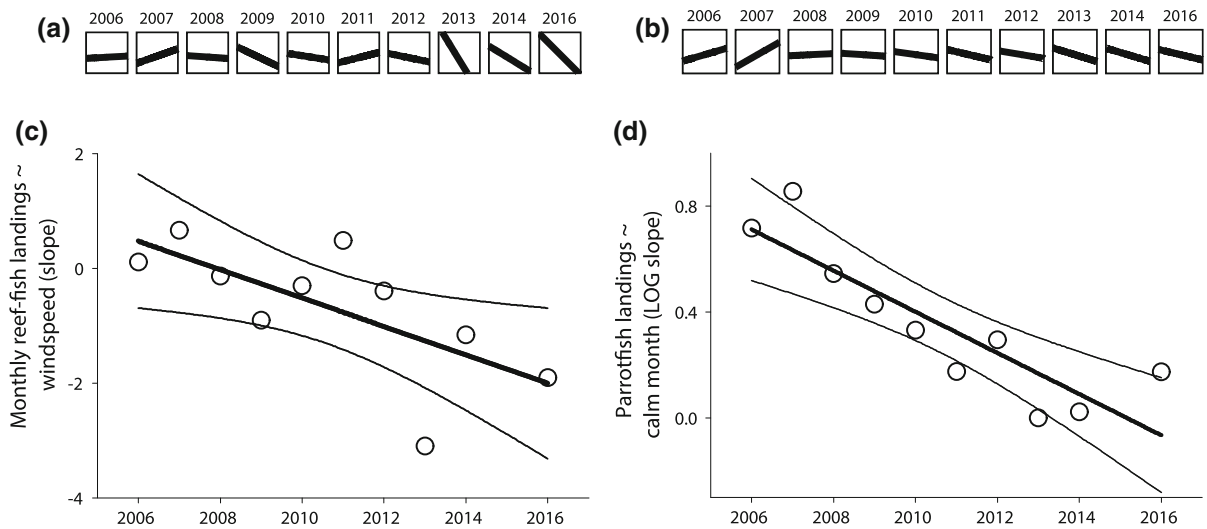 (a)
2006 2007 2008 2009 2010 2011 2012 2013 2014 2016
(b)
2006 2007 2008 2009 2010 2011 2012 2013 2014 2016
(c)
Monthly reef-fish landings ~
windspeed (slope)
2
0
-2
-4
2006 2008 2010 2012 2014 2016
(d)
Parrotfish landings ~
calm month (LOG slope)
0.8
0.4
0.0
2006 2008 2010 2012 2014 2016